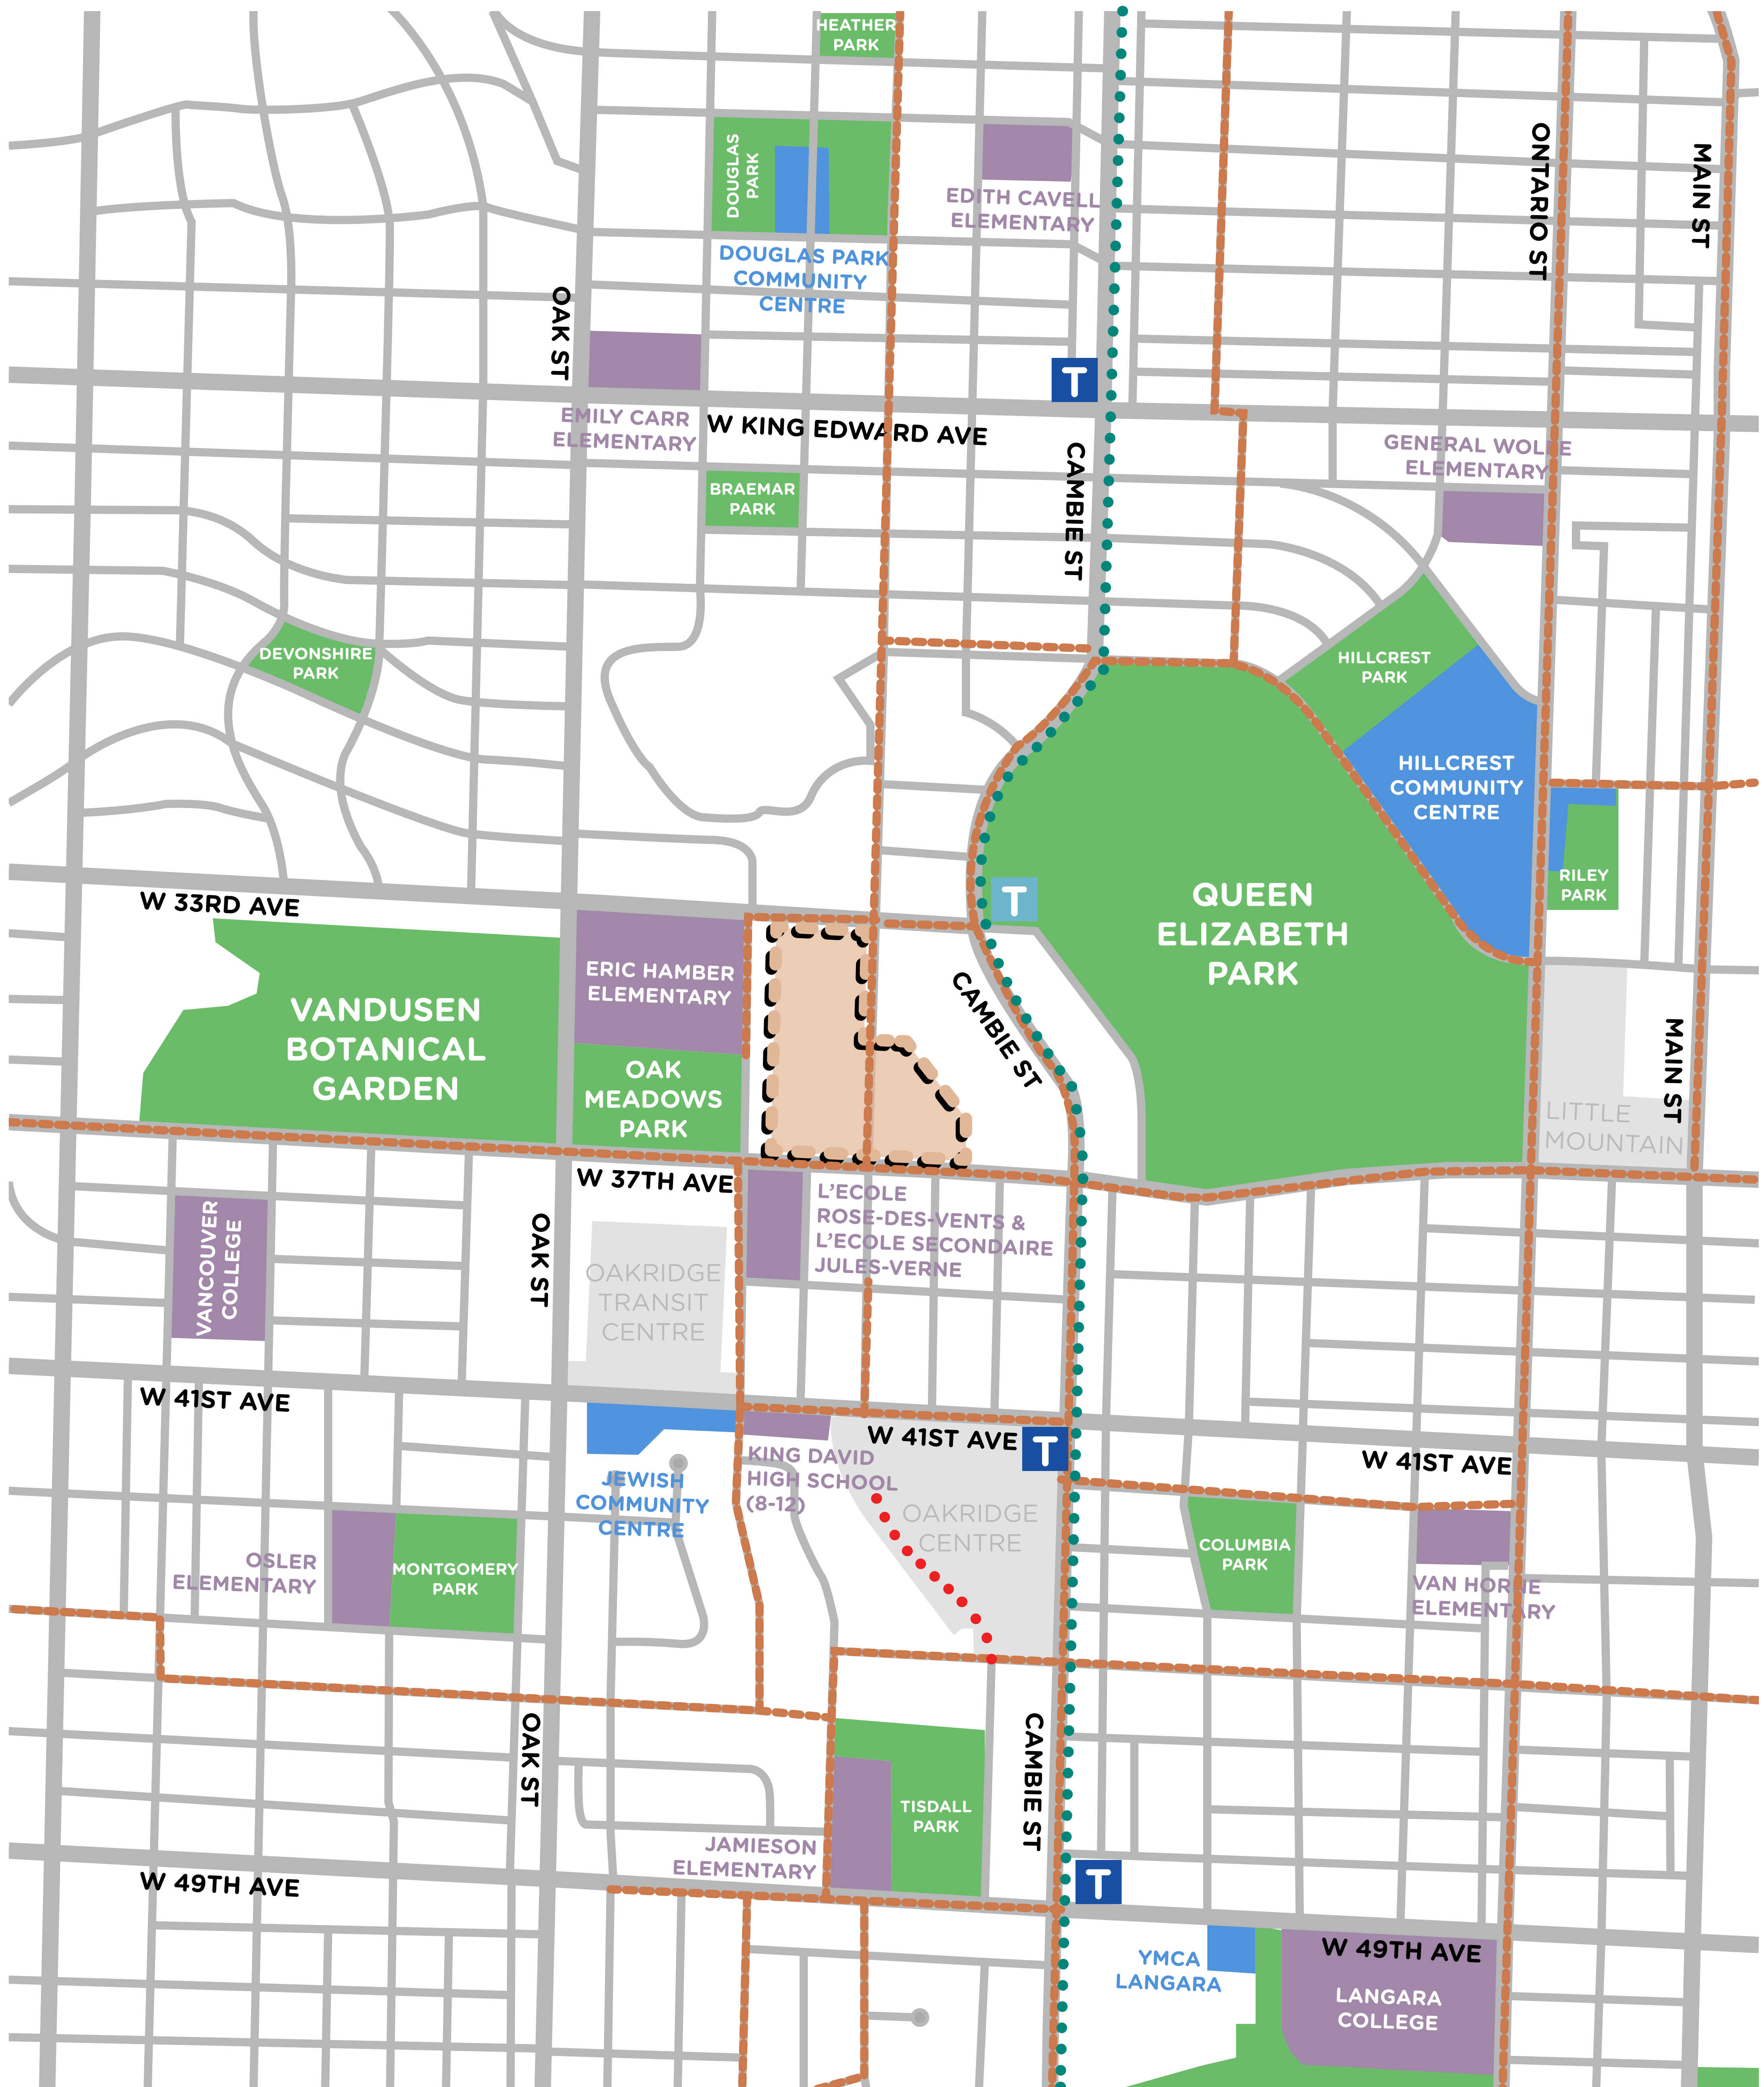 HEATHER
PARK
DOUGLAS
PARK
EDITH CAVELL
ELEMENTARY
ONTARIO ST
MAIN ST
DOUGLAS PARK
COMMUNITY
CENTRE
OAK ST
T
EMILY CARR
ELEMENTARY
W KING EDWARD AVE
CAMBIE ST
GENERAL WOLFE
ELEMENTARY
BRAEMAR
PARK
DEVONSHIRE
PARK
HILLCREST
PARK
HILLCREST
COMMUNITY
CENTRE
RILEY
PARK
W 33RD AVE
T
QUEEN
ELIZABETH
PARK
ERIC HAMBER
ELEMENTARY
VANDUSEN
BOTANICAL
GARDEN
CAMBIE ST
OAK
MEADOWS
PARK
MAIN ST
LITTLE
MOUNTAIN
W 37TH AVE
L'ECOLE
ROSE-DES-VENTS &
L'ECOLE SECONDAIRE
JULES-VERNE
VANCOUVER
COLLEGE
OAK ST
OAKRIDGE
TRANSIT
CENTRE
W 41ST AVE
W 41ST AVE
T
W 41ST AVE
KING DAVID
HIGH SCHOOL
(8-12)
JEWISH
COMMUNITY
CENTRE
OAKRIDGE
CENTRE
COLUMBIA
PARK
OSLER
ELEMENTARY
MONTGOMERY
PARK
VAN HORNE
ELEMENTARY
OAK ST
CAMBIE ST
TISDALL
PARK
JAMIESON
ELEMENTARY
W 49TH AVE
T
W 49TH AVE
YMCA
LANGARA
LANGARA
COLLEGE